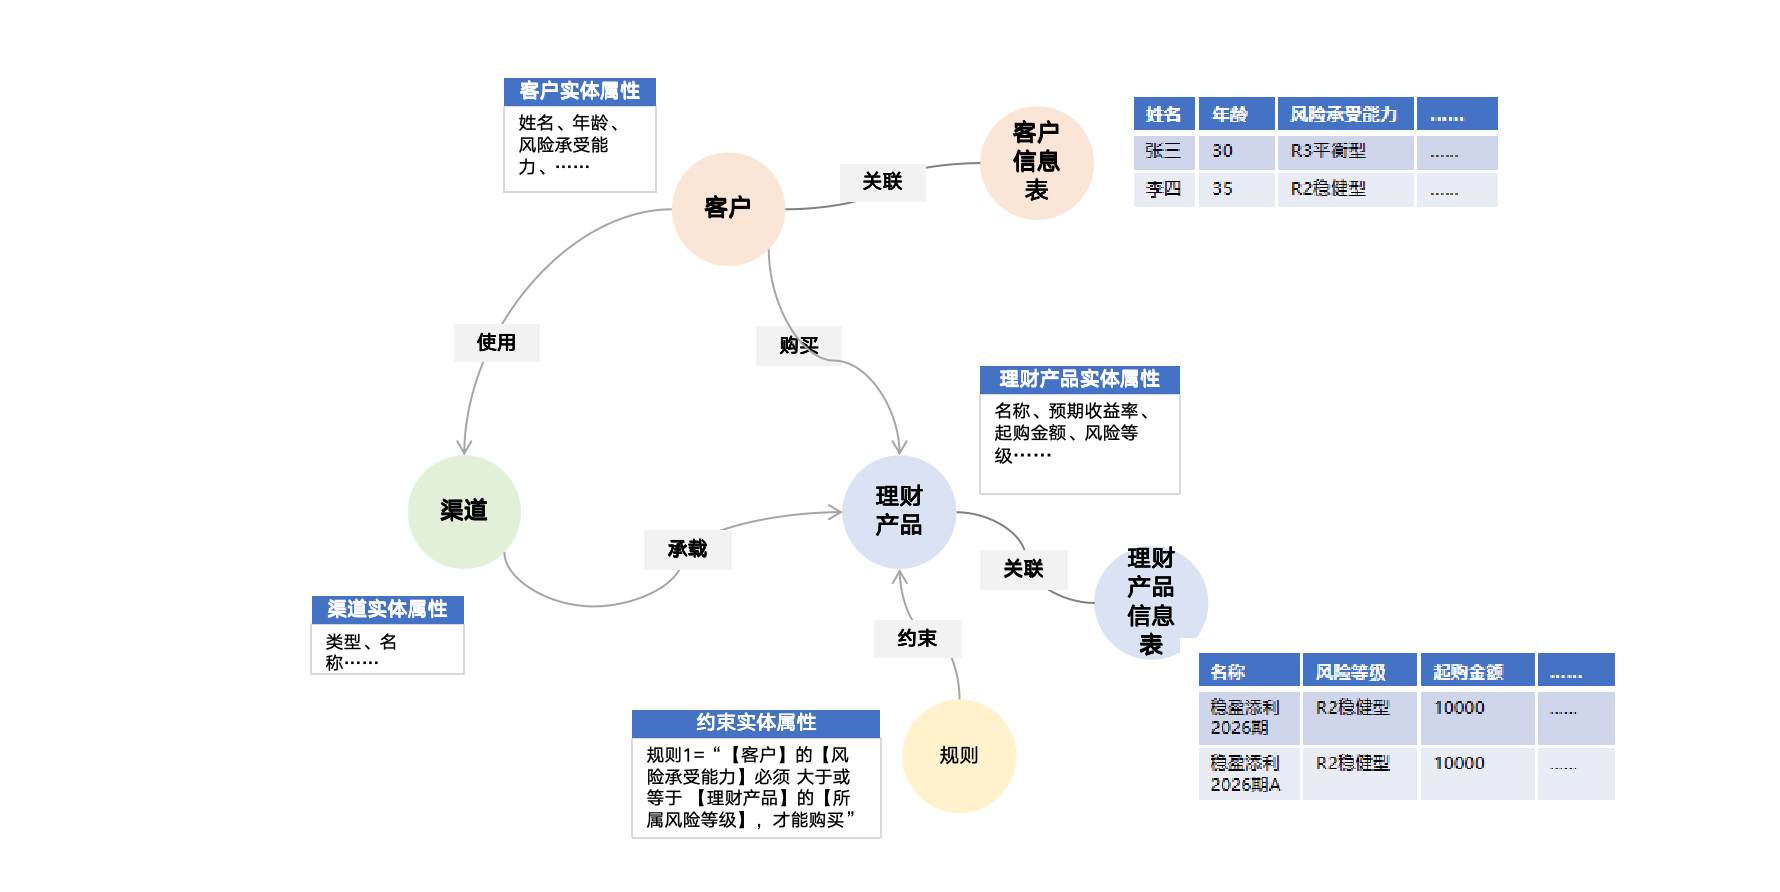 客户实体属性
姓名、年龄、
风险承受能
力、……
客户
关联
客户
信息
表
姓名 年龄 风险承受能力 ……
张三 30 R3平衡型 ……
李四 35 R2稳健型 ……
使用
购买
理财产品实体属性
名称、预期收益率、
起购金额、风险等
级……
渠道
理财
产品
承载
关联
理财
产品
信息
表
渠道实体属性
类型、名
称……
约束
名称 风险等级 起购金额 ……
稳盈添利 R2稳健型 10000 ……
2026期
稳盈添利 R2稳健型 10000 ……
2026期A
约束实体属性
规则1=“【客户】的【风
险承受能力】必须 大于或
等于 【理财产品】的【所
属风险等级】，才能购买”
规则